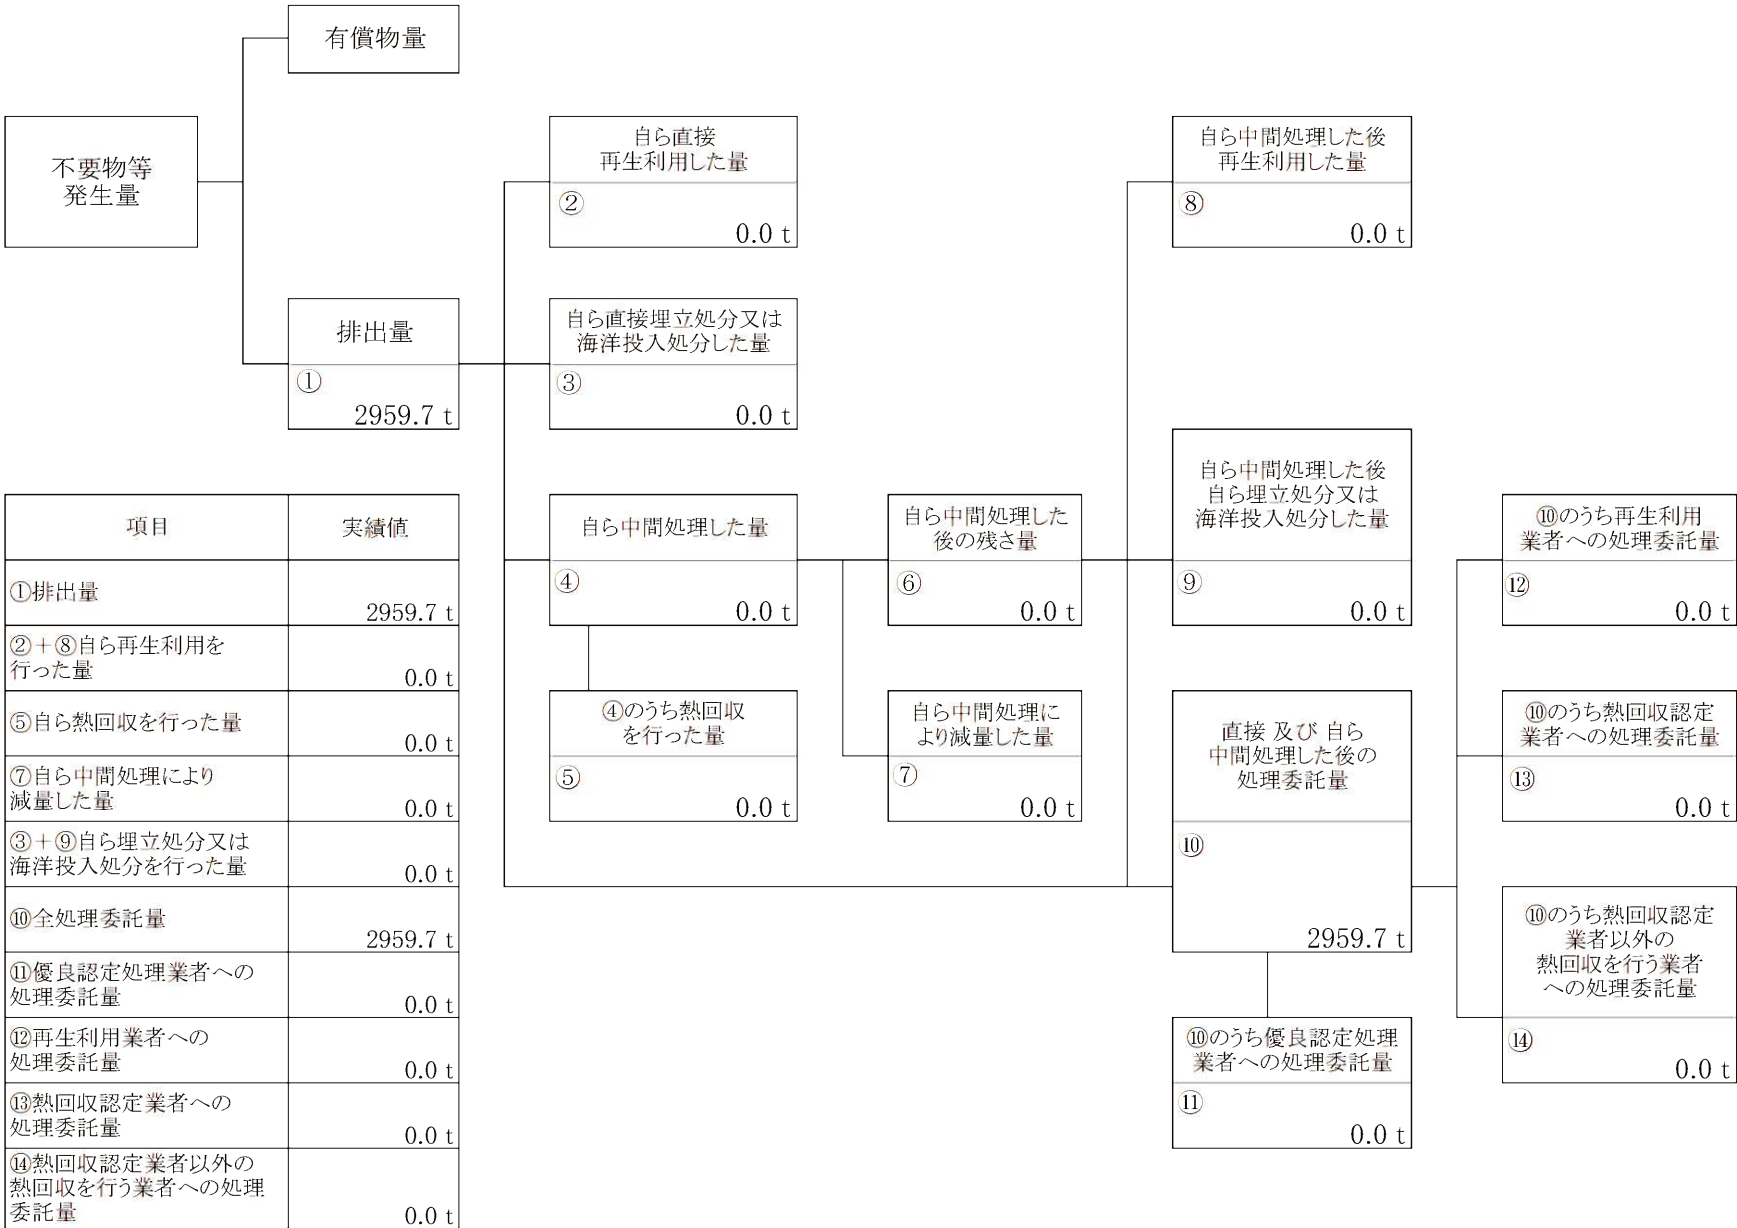 有償物量
不要物等
発生量
排出量
①
2959.7 t
自ら直接
再生利用した量
②
0.0 t
自ら直接埋立処分又は
海洋投入処分した量
③
0.0 t
自ら中間処理した量
④
0.0 t
④のうち熱回収
を行った量
⑤
0.0 t
自ら中間処理した
後の残さ量
⑥
0.0 t
自ら中間処理に
より減量した量
⑦
0.0 t
自ら中間処理した後
再生利用した量
⑧
0.0 t
自ら中間処理した後
自ら埋立処分又は
海洋投入処分した量
⑨
0.0 t
直接 及び 自ら
中間処理した後の
処理委託量
⑩
2959.7 t
⑩のうち優良認定処理
業者への処理委託量
⑪
0.0 t
⑩のうち再生利用
業者への処理委託量
⑫
0.0 t
⑩のうち熱回収認定
業者への処理委託量
⑬
0.0 t
⑩のうち熱回収認定
業者以外の
熱回収を行う業者
への処理委託量
⑭
0.0 t
項目 実績値
①排出量
2959.7 t
②＋⑧自ら再生利用を
行った量
0.0 t
⑤自ら熱回収を行った量
0.0 t
⑦自ら中間処理により
減量した量
0.0 t
③＋⑨自ら埋立処分又は
海洋投入処分を行った量
0.0 t
⑩全処理委託量
2959.7 t
⑪優良認定処理業者への
処理委託量
0.0 t
⑫再生利用業者への
処理委託量
0.0 t
⑬熱回収認定業者への
処理委託量
0.0 t
⑭熱回収認定業者以外の
熱回収を行う業者への処理
委託量
0.0 t